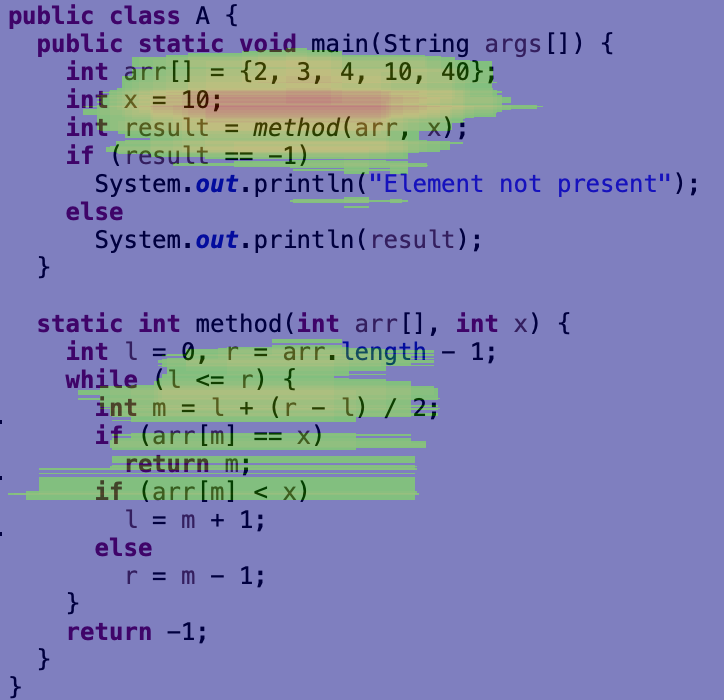 public class A {
  public static void main(String args[]) {
    int arr[] = {2, 3, 4, 10, 40};
    int x = 10;
    int result = method(arr, x);
    if (result == -1)
      System.out.println("Element not present");
    else
      System.out.println(result);
  }

  static int method(int arr[], int x) {
    int l = 0, r = arr.length - 1;
    while (l <= r) {
      int m = l + (r - l) / 2;
      if (arr[m] == x)
        return m;
      if (arr[m] < x)
        l = m + 1;
      else
        r = m - 1;
    }
    return -1;
  }
}